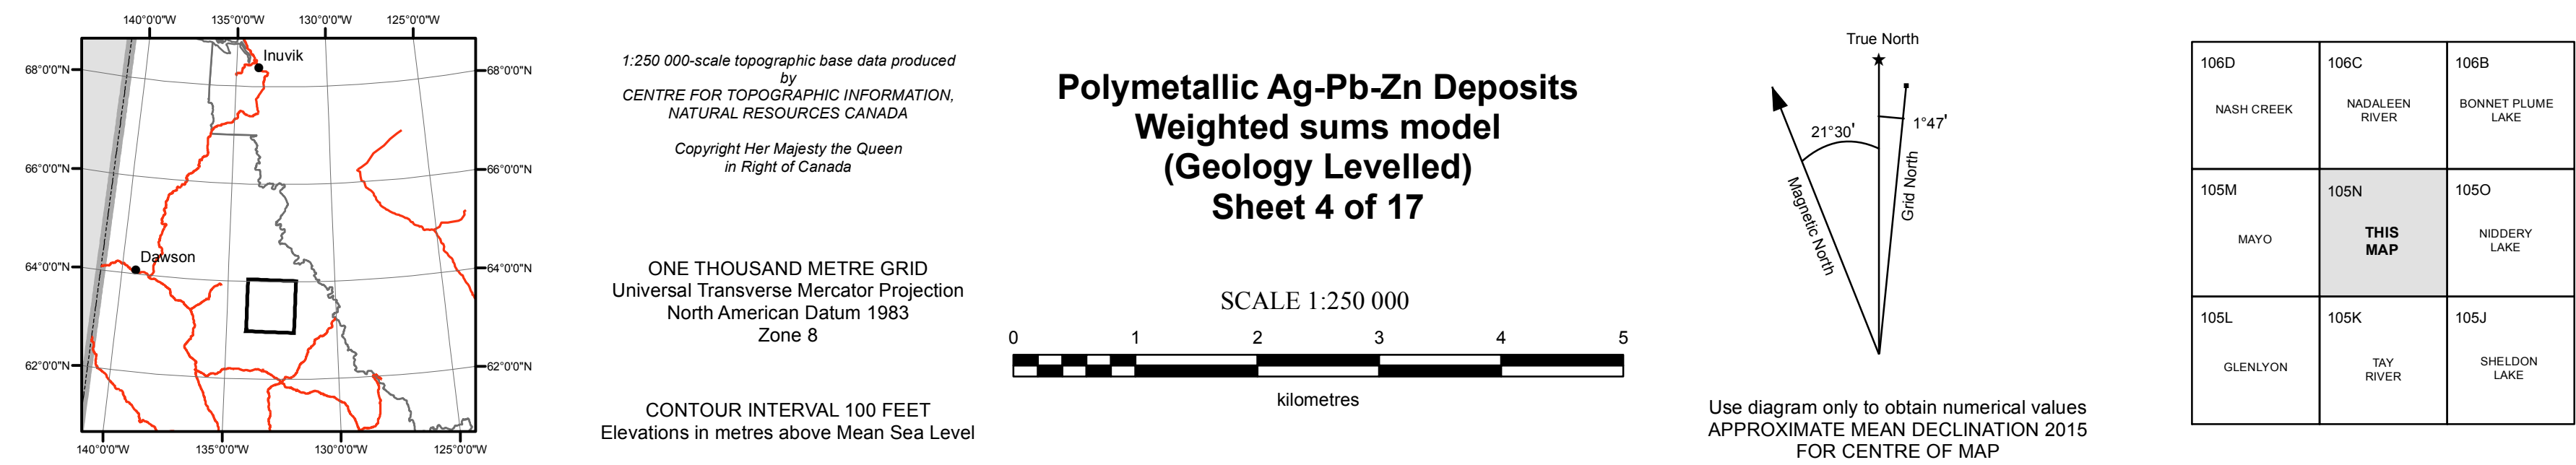 140°0'0"W
135°0'0"W
130°0'0"W
125°0'0"W
68°0'0"N
66°0'0"N
64°0'0"N
62°0'0"N
Inuvik
Dawson
68°0'0"N
66°0'0"N
64°0'0"N
62°0'0"N
140°0'0"W
135°0'0"W
130°0'0"W
125°0'0"W
1:250 000-scale topographic base data produced
by
CENTRE FOR TOPOGRAPHIC INFORMATION,
NATURAL RESOURCES CANADA
Copyright Her Majesty the Queen
in Right of Canada
ONE THOUSAND METRE GRID
Universal Transverse Mercator Projection
North American Datum 1983
Zone 8
CONTOUR INTERVAL 100 FEET
Elevations in metres above Mean Sea Level
Polymetallic Ag-Pb-Zn Deposits
Weighted sums model
(Geology Levelled)
Sheet 4 of 17
SCALE 1:250 000
0 1 2 3 4 5
kilometres
True North
21°30'
1°47'
Magnetic North
Grid North
Use diagram only to obtain numerical values
APPROXIMATE MEAN DECLINATION 2015
FOR CENTRE OF MAP
106D
NASH CREEK
106C
NADALEEN
RIVER
106B
BONNET PLUME
LAKE
105M
MAYO
105N
THIS
MAP
105O
NIDDERY
LAKE
105L
GLENLYON
105K
TAY
RIVER
105J
SHELDON
LAKE